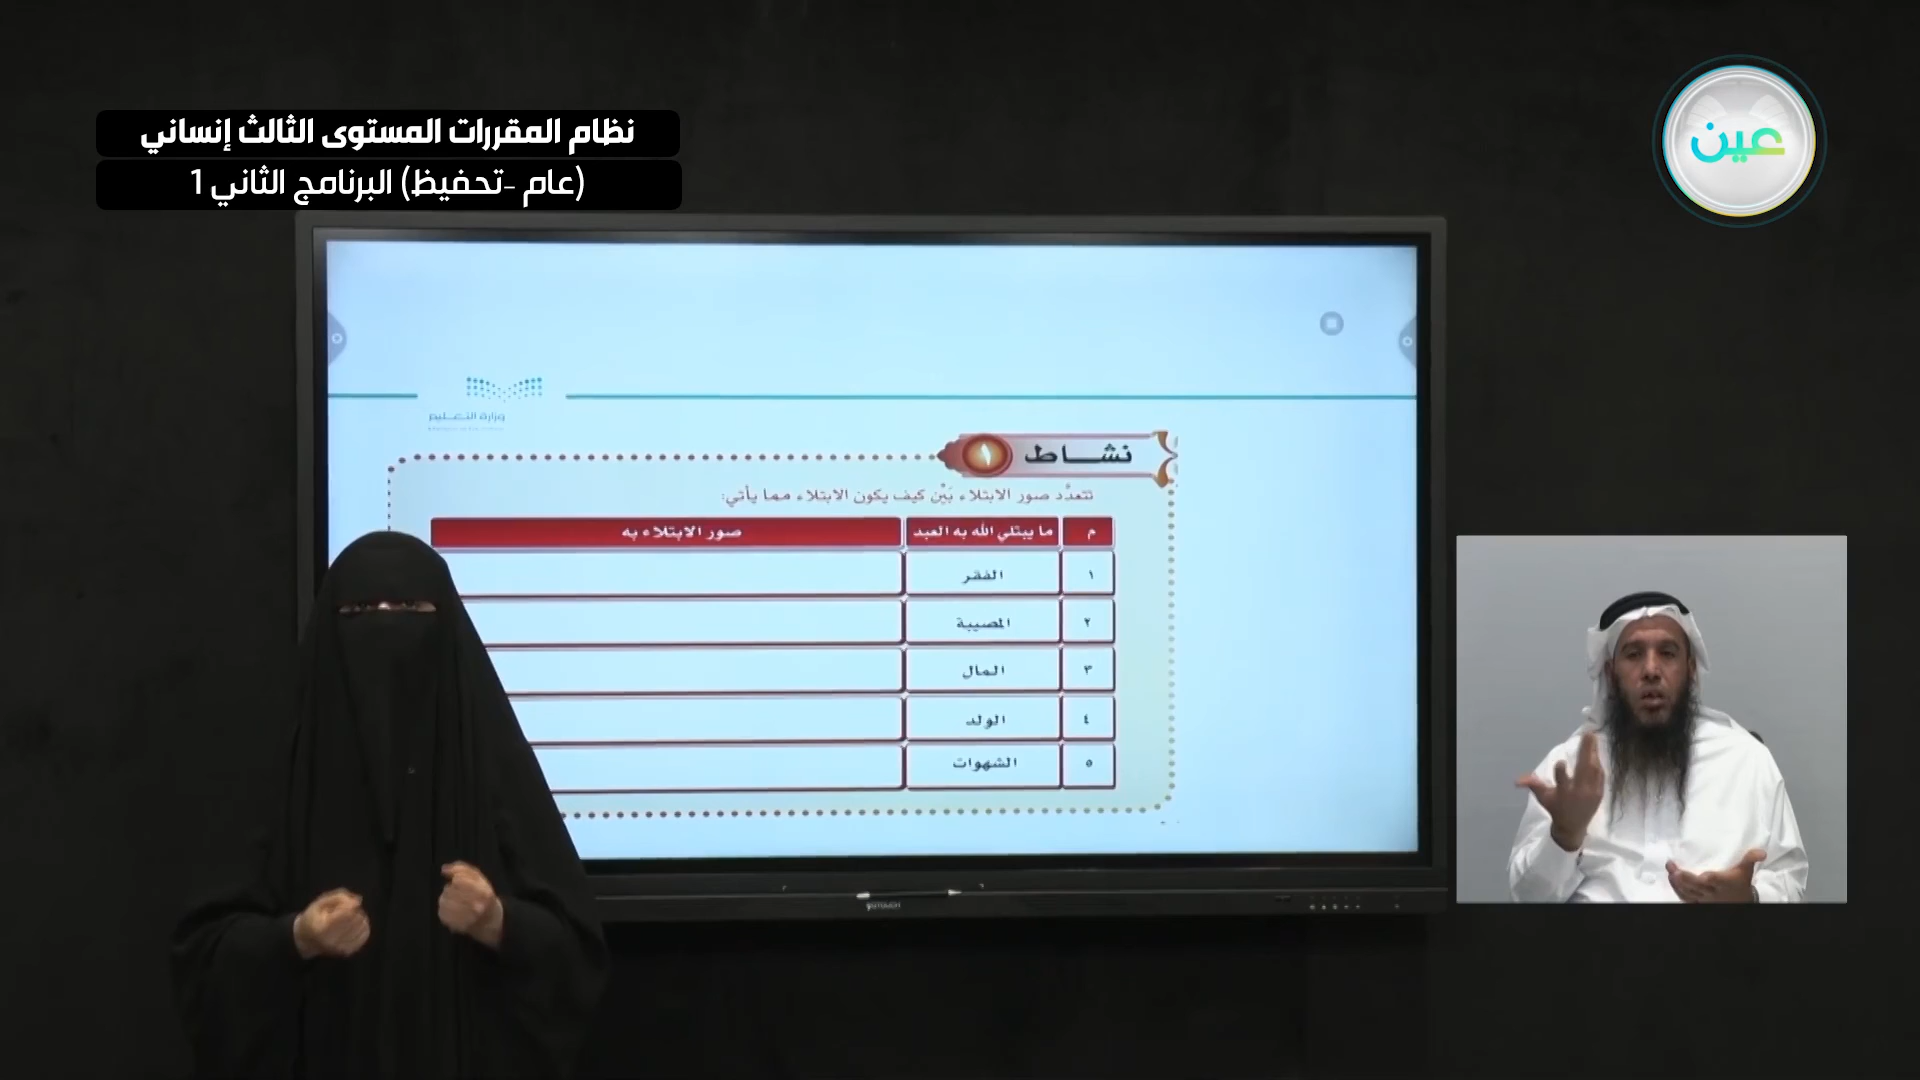 نظام المقررات المستوى الثالث إنساني
(عام -تحفيظ) البرنامج الثاني 1
عين
وزارة التعليم
نشاط ١
تتعدَّد صور الابتلاء بَيِّن كيف يكون الابتلاء مما يأتي:
م ما يبتلي الله به العبد صور الابتلاء به
١ الفقر
٢ المصيبة
٣ المال
٤ الولد
٥ الشهوات